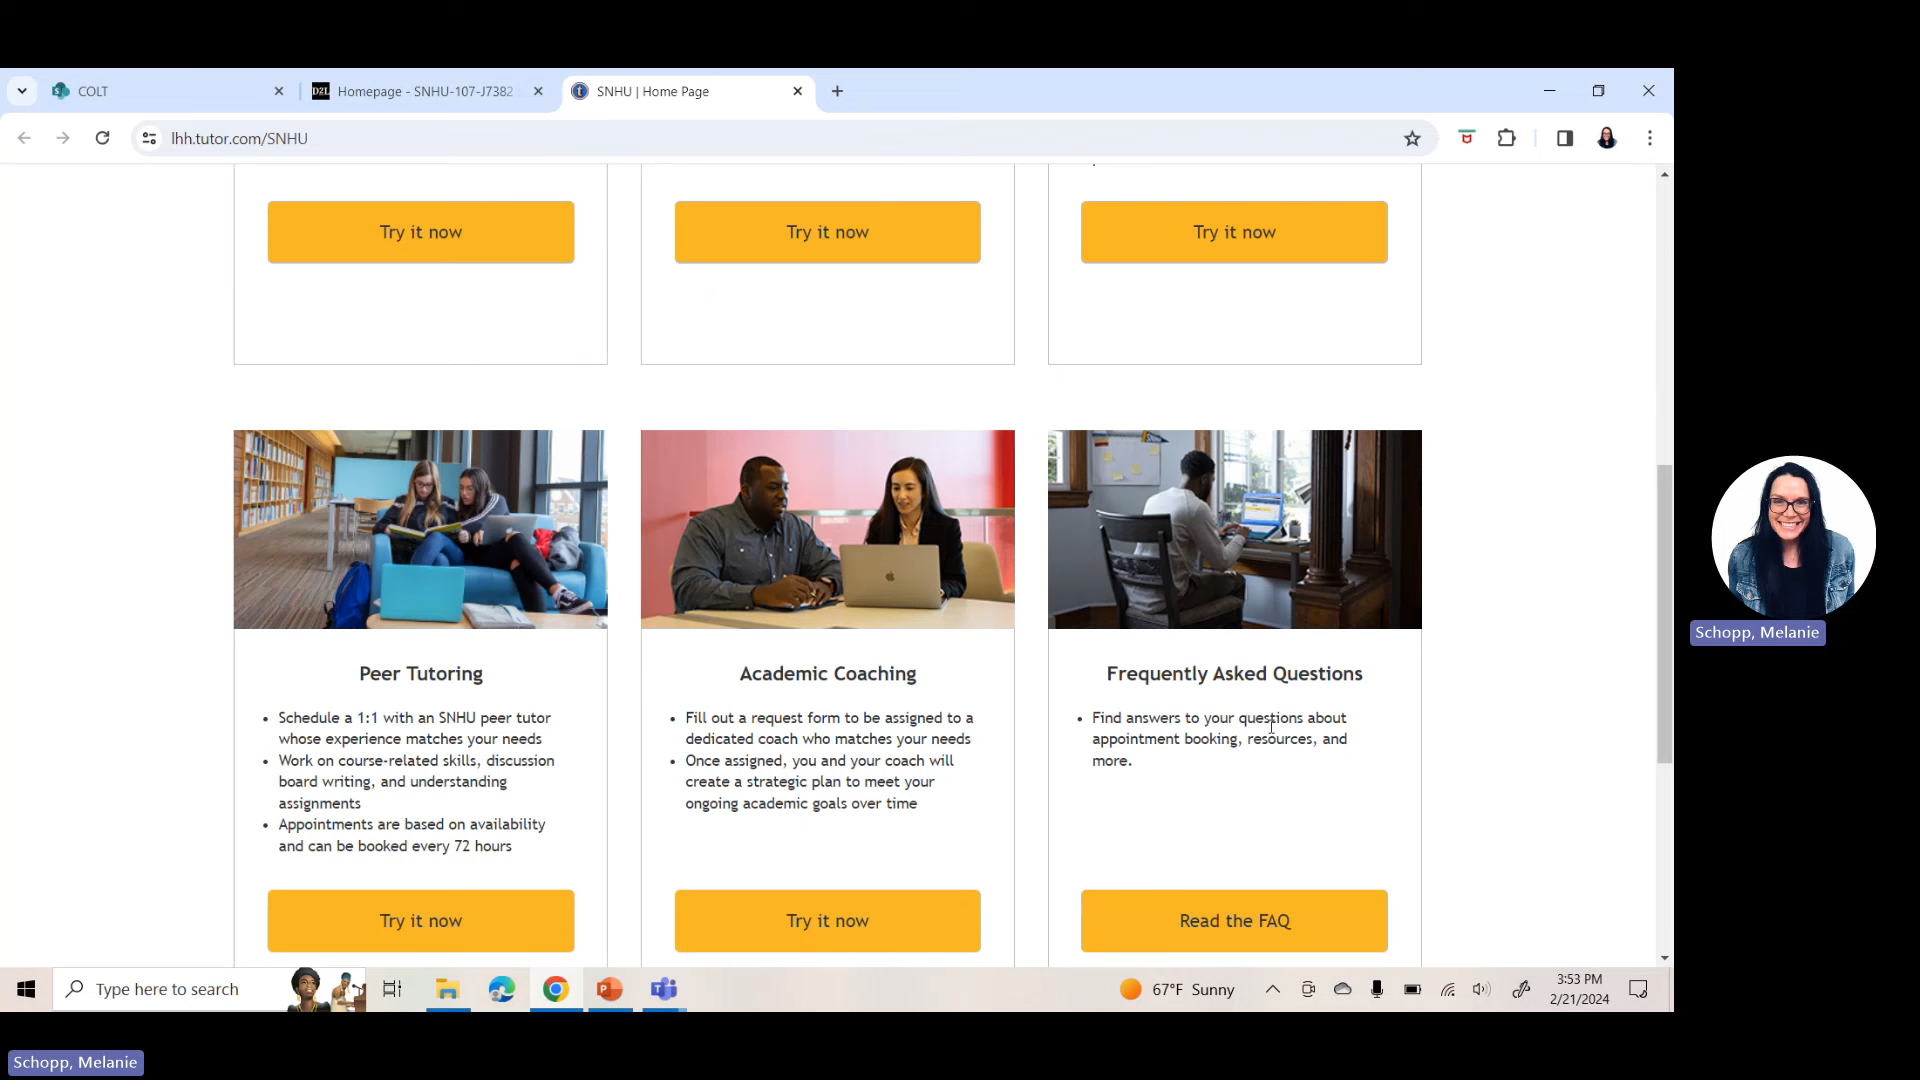 COLT
Homepage - SNHU-107-J7382
SNHU | Home Page
lhh.tutor.com/SNHU
Try it now
Try it now
Try it now
Peer Tutoring
Schedule a 1:1 with an SNHU peer tutor
whose experience matches your needs
Work on course-related skills, discussion
board writing, and understanding
assignments
Appointments are based on availability
and can be booked every 72 hours
Try it now
Academic Coaching
Fill out a request form to be assigned to a
dedicated coach who matches your needs
Once assigned, you and your coach will
create a strategic plan to meet your
ongoing academic goals over time
Try it now
Frequently Asked Questions
Find answers to your questions about
appointment booking, resources, and
more.
Read the FAQ
Schopp, Melanie
Type here to search
67°F Sunny
3:53 PM
2/21/2024
Schopp, Melanie